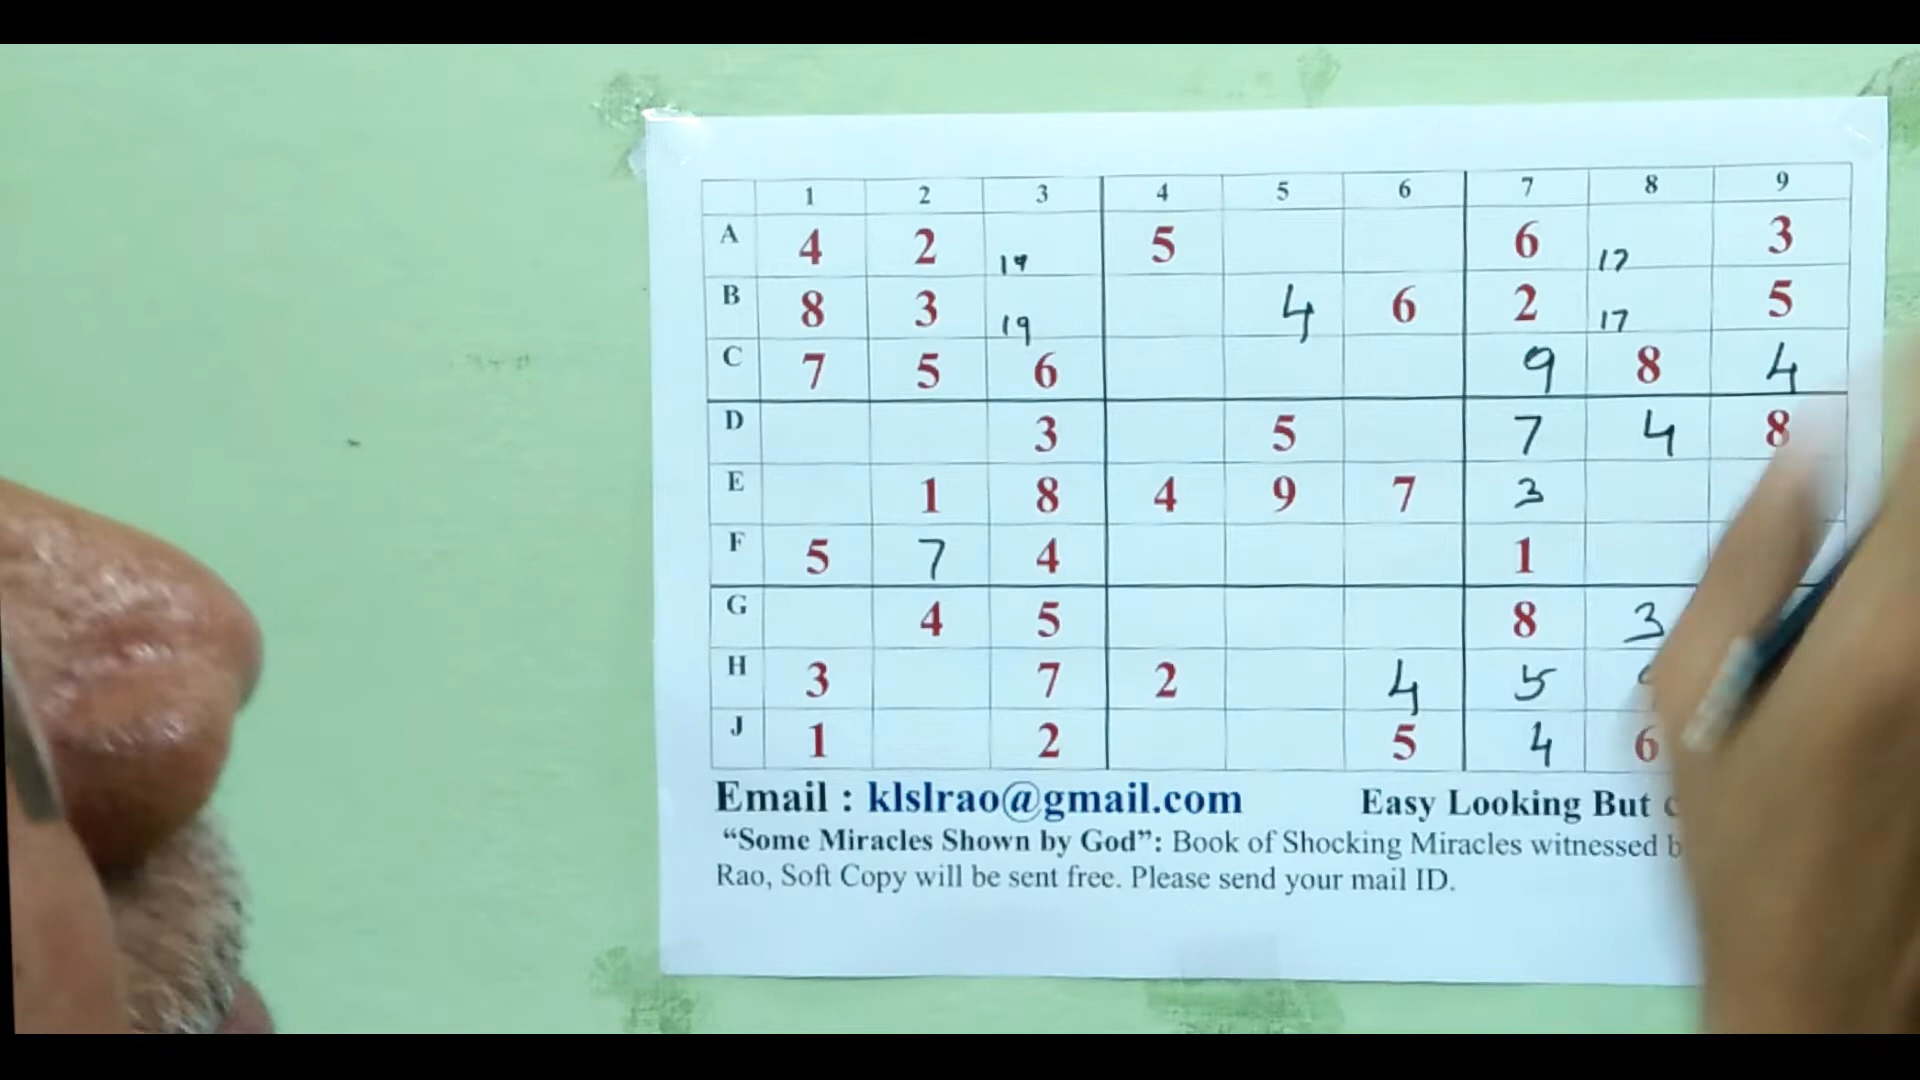 1 2 3 4 5 6 7 8 9
A 4 2 19 5 6 17 3
B 8 3 19 4 6 2 17 5
C 7 5 6 9 8 4
D 3 5 7 4 8
E 1 8 4 9 7 3
F 5 7 4 1
G 4 5 8 3
H 3 7 2 4 5
J 1 2 5 4 6
Email : klslrao@gmail.com Easy Looking But
“Some Miracles Shown by God”: Book of Shocking Miracles witnessed
Rao, Soft Copy will be sent free. Please send your mail ID.